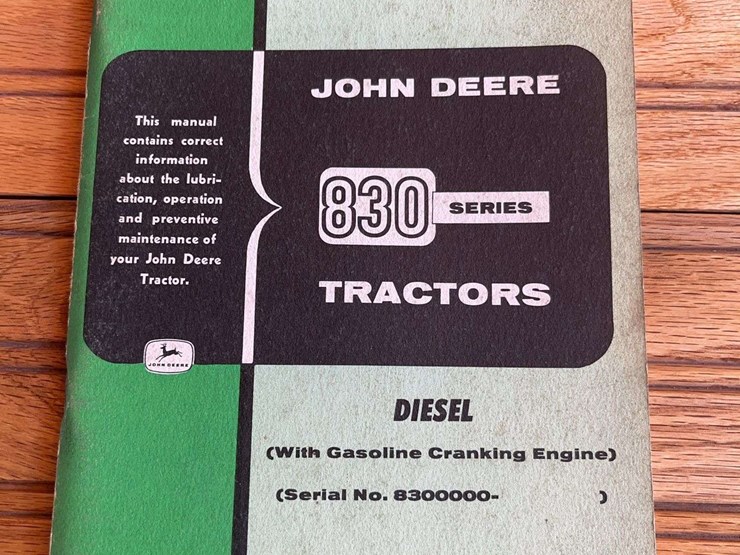 This manual
contains correct
information
about the lubri-
cation, operation
and preventive
maintenance of
your John Deere
Tractor.
JOHN DEERE
JOHN DEERE
830 SERIES
TRACTORS
DIESEL
(With Gasoline Cranking Engine)
(Serial No. 8300000- )